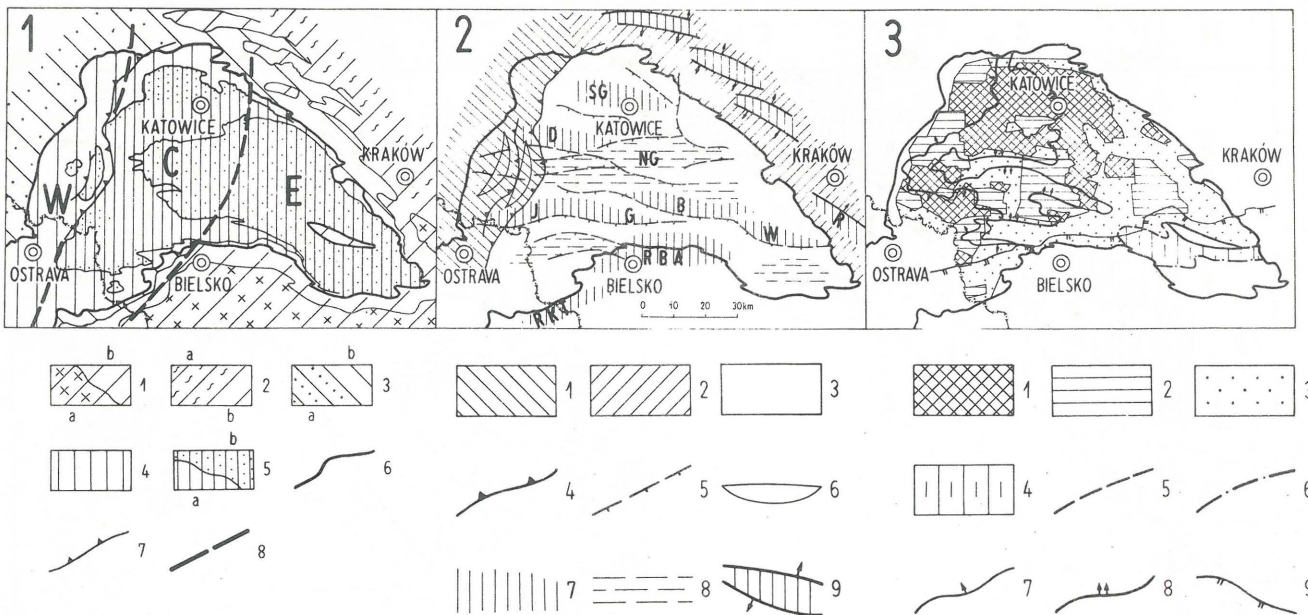 1
KATOWICE
KRAKÓW
W
C
E
OSTRAVA
BIELSKO
2
SG
KATOWICE
D
NG
KRAKÓW
J
G
B
W
P
OSTRAVA
RBA
BIELSKO
0 10 20 30km
3
KATOWICE
KRAKÓW
OSTRAVA
BIELSKO
b
1
a
a
2
b
b
3
a
4
b
5
a
6
7
8
1
2
3
4
5
6
7
8
9
1
2
3
4
5
6
7
8
9